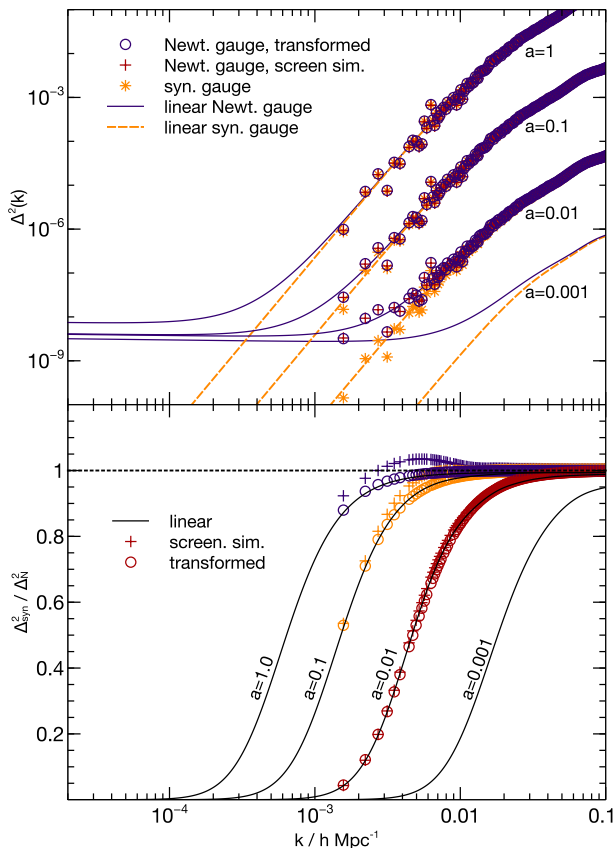 Newt. gauge, transformed
Newt. gauge, screen sim.
syn. gauge
linear Newt. gauge
linear syn. gauge
a=1
a=0.1
a=0.01
a=0.001
Δ²(k)
10⁻³
10⁻⁶
10⁻⁹
linear
screen. sim.
transformed
a=1.0
a=0.1
a=0.01
a=0.001
Δ²syn / Δ²N̄
1
0.8
0.6
0.4
0.2
10⁻⁴
10⁻³
0.01
0.1
k / h Mpc⁻¹